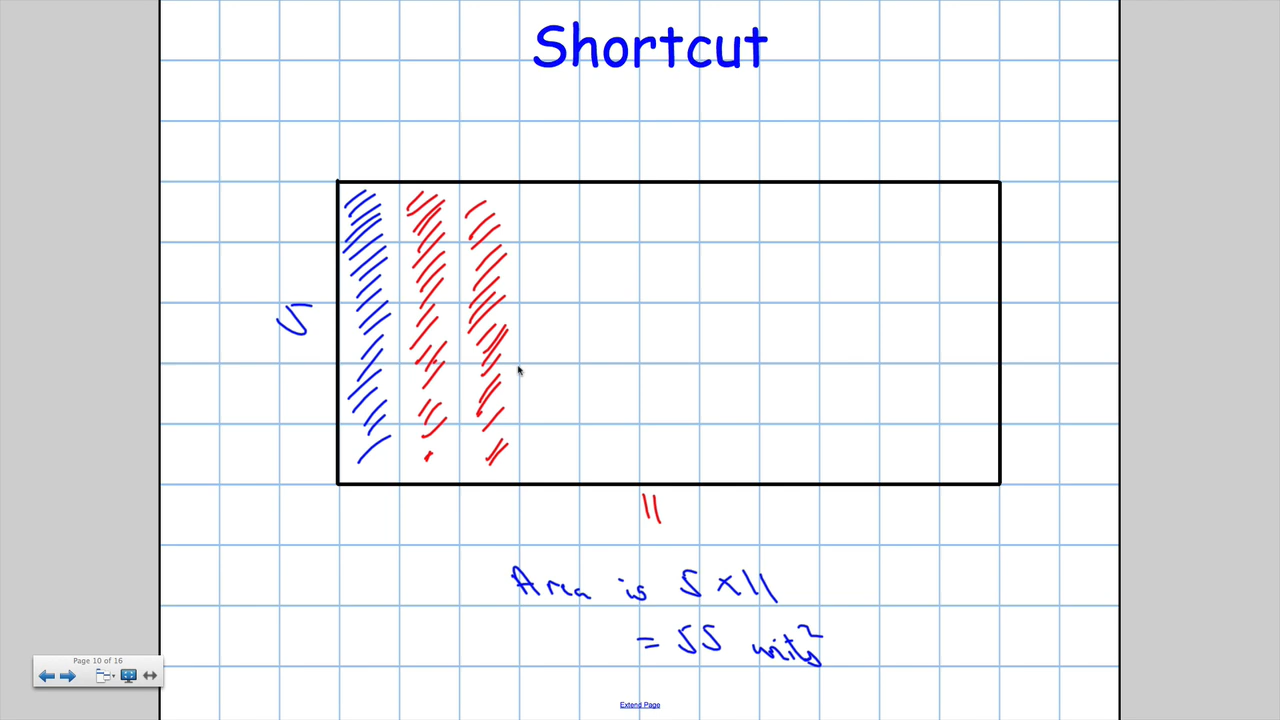 Shortcut
5
11
Area is 5 x 11
= 55 units²
Page 10 of 16
Extend Page